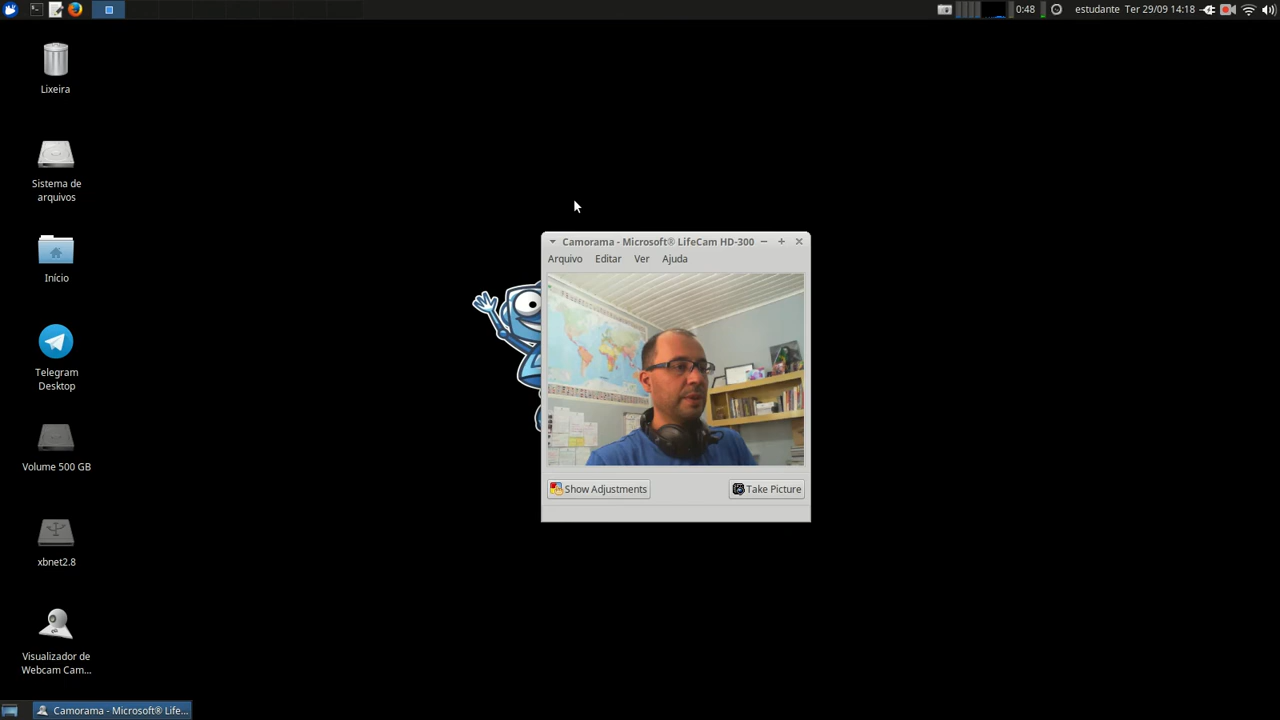 0:48
estudante Ter 29/09 14:18
Lixeira
Sistema de
arquivos
Início
Telegram
Desktop
Volume 500 GB
xbnet2.8
Visualizador de
Webcam Cam...
Camorama - Microsoft® LifeCam HD-300
Arquivo Editar Ver Ajuda
Show Adjustments
Take Picture
Camorama - Microsoft® Life...